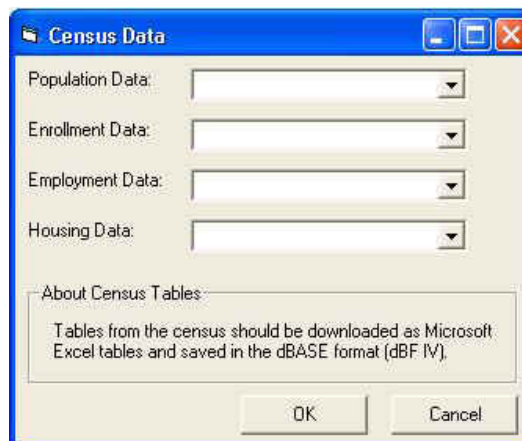 Census Data
Population Data:
Enrollment Data:
Employment Data:
Housing Data:
About Census Tables
Tables from the census should be downloaded as Microsoft
Excel tables and saved in the dBASE format (dBF IV).
OK
Cancel